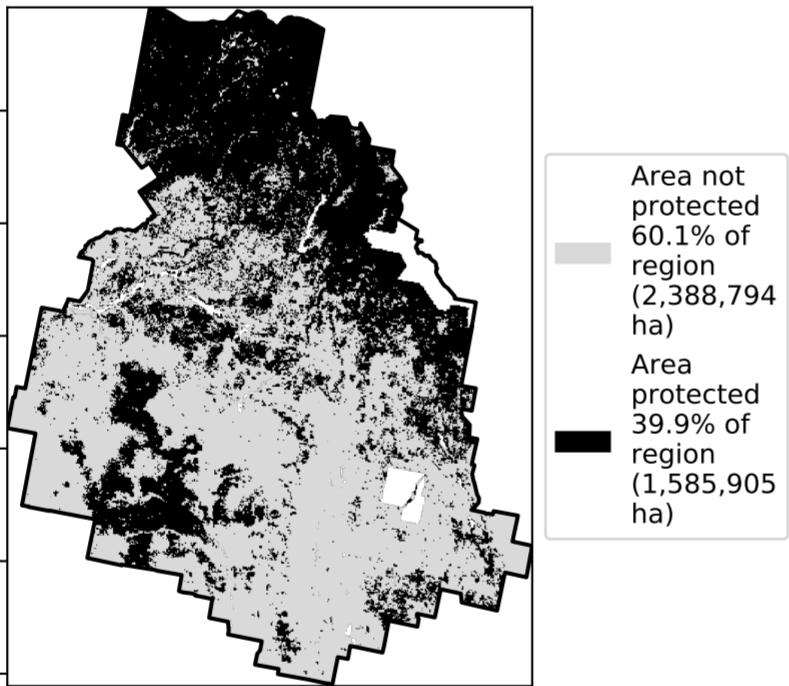 Area not
protected
60.1% of
region
(2,388,794
ha)
Area
protected
39.9% of
region
(1,585,905
ha)